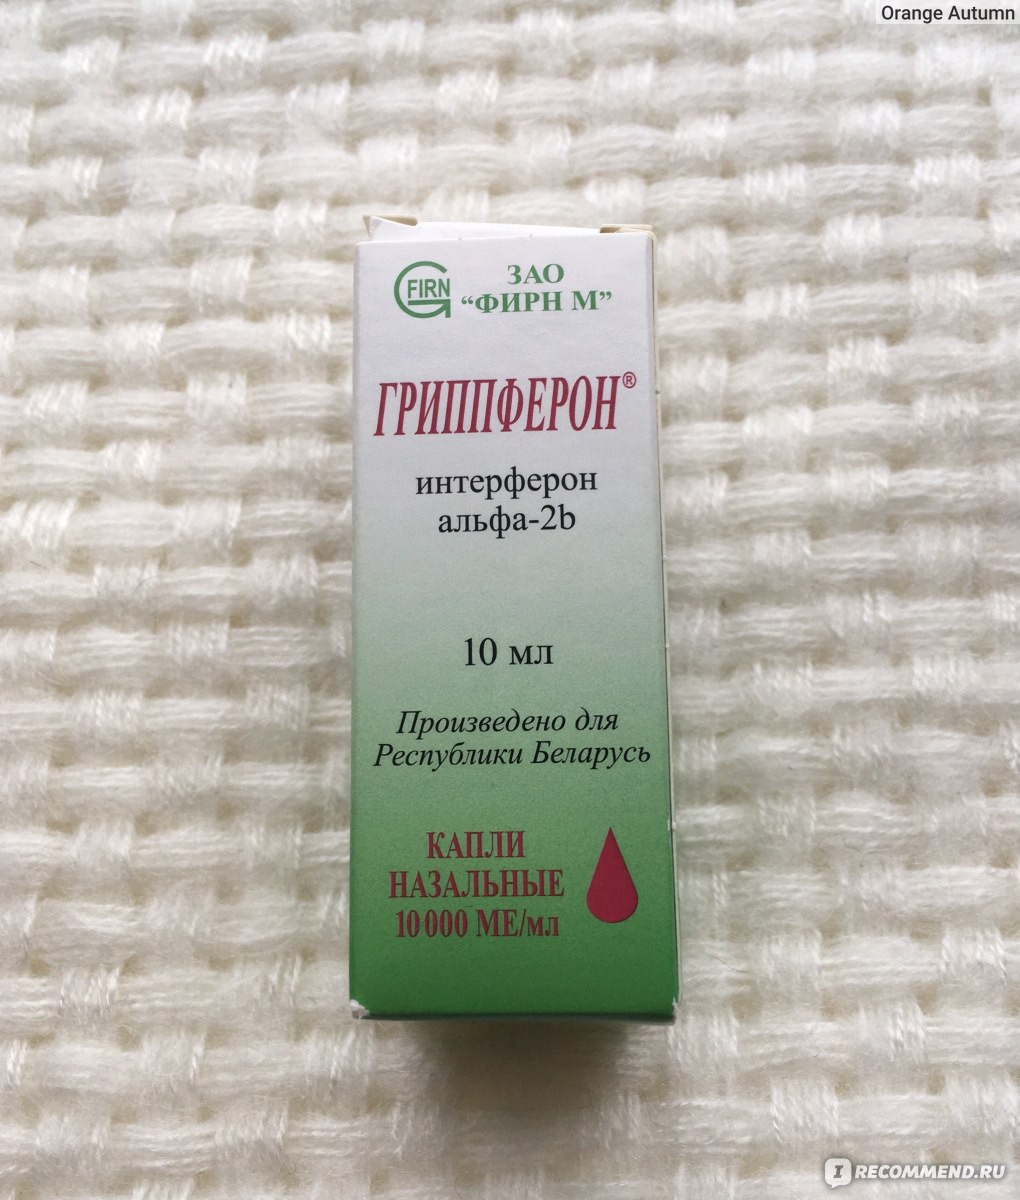 Orange Autumn
FIRN
ЗАО
“ФИРН М”
ГРИППФЕРОН®
интерферон
альфа-2b
10 мл
Произведено для
Республики Беларусь
КАПЛИ
НАЗАЛЬНЫЕ
10 000 МЕ/мл
I RECOMMEND.RU